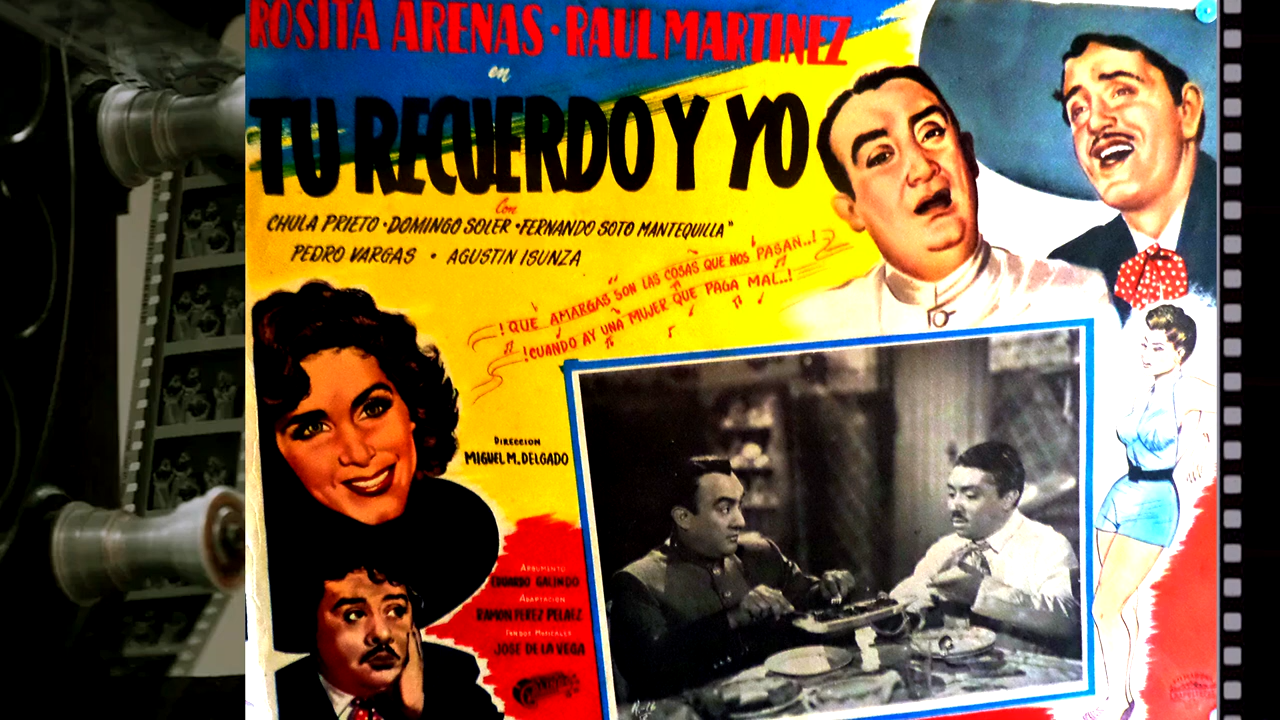 ROSITA ARENAS · RAUL MARTINEZ
en
TU RECUERDO Y YO
Con
CHULA PRIETO · DOMINGO SOLER · FERNANDO SOTO MANTEQUILLA"
PEDRO VARGAS · AGUSTIN ISUNZA
! QUE AMARGAS SON LAS COSAS QUE NOS PASAN..!
! CUANDO AY UNA MUJER QUE PAGA MAL..!
DIRECCION
MIGUEL M. DELGADO
ARGUMENTO
EDUARDO GALINDO
ADAPTACION
RAMON PEREZ PELAEZ
FONDOS MUSICALES
JOSE DE LA VEGA